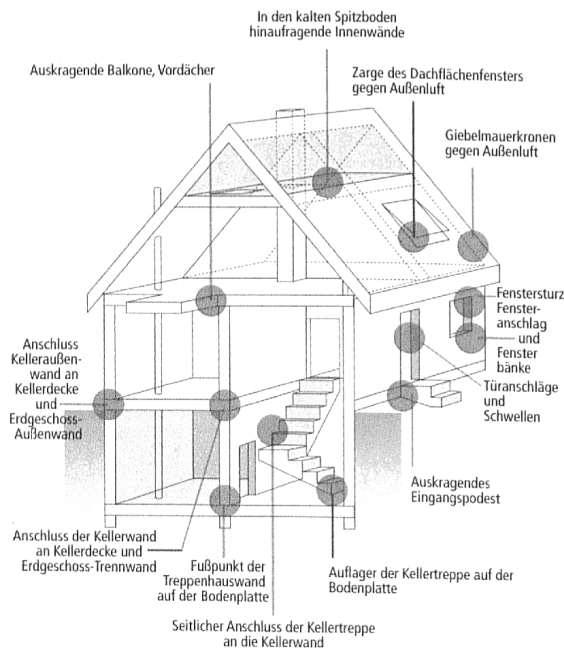 In den kalten Spitzboden
hinaufragende Innenwände
Auskragende Balkone, Vordächer
Zarge des Dachflächenfensters
gegen Außenluft
Giebelmauerkronen
gegen Außenluft
Fenstersturz
Fenster-
anschlag
und
Fenster
bänke
Türanschläge
und
Schwellen
Anschluss
Kelleraußen-
wand an
Kellerdecke
und
Erdgeschoss-
Außenwand
Auskragendes
Eingangspodest
Anschluss der Kellerwand
an Kellerdecke und
Erdgeschoss-Trennwand
Fußpunkt der
Treppenhauswand
auf der Bodenplatte
Auflager der Kellertreppe auf der
Bodenplatte
Seitlicher Anschluss der Kellertreppe
an die Kellerwand